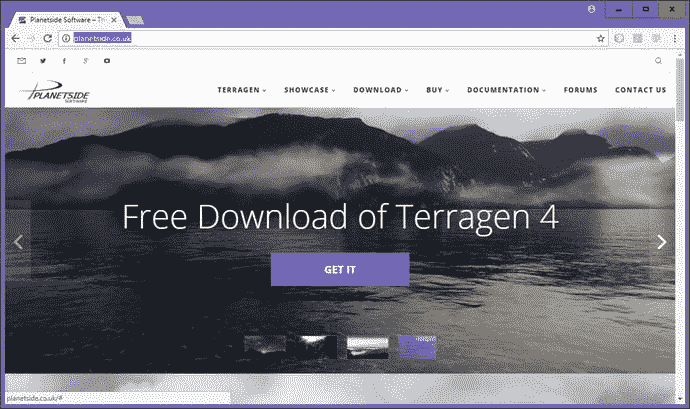 Planetside Software – Th
planetside.co.uk
PLANETSIDE
SOFTWARE
TERRAGEN SHOWCASE DOWNLOAD BUY DOCUMENTATION FORUMS CONTACT US
Free Download of Terragen 4
GET IT
planetside.co.uk/#